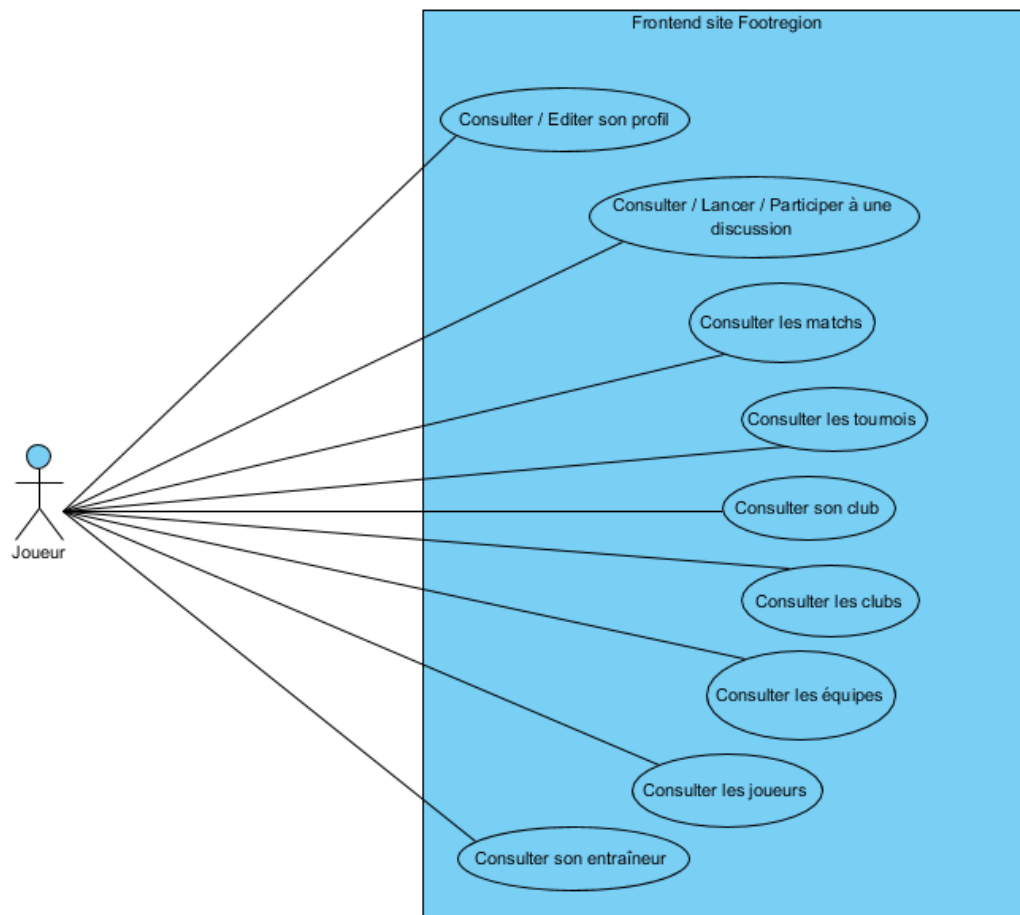 Frontend site Footregion
Consulter / Editer son profil
Consulter / Lancer / Participer à une
discussion
Consulter les matchs
Consulter les tournois
Consulter son club
Joueur
Consulter les clubs
Consulter les équipes
Consulter les joueurs
Consulter son entraîneur